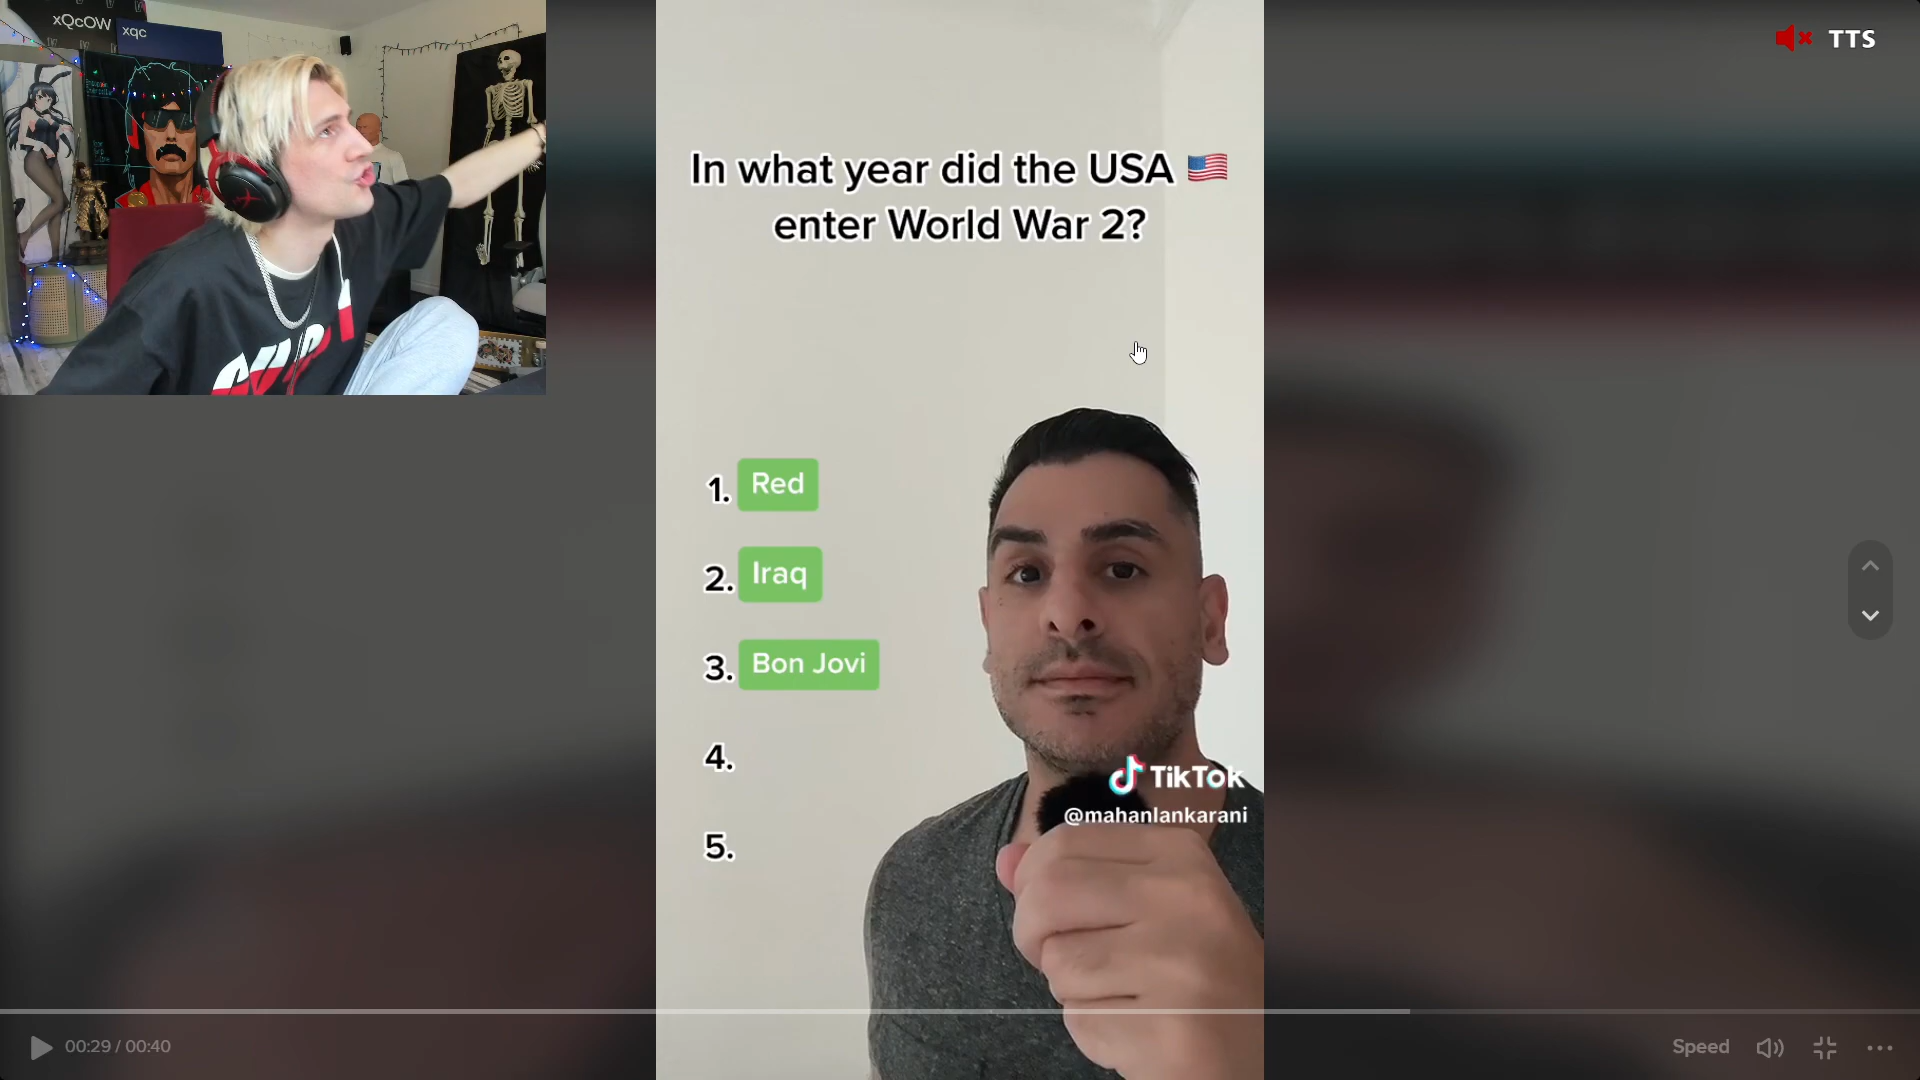 xQcOW
xqc
TTS
In what year did the USA
enter World War 2?
1. Red
2. Iraq
3. Bon Jovi
4.
5.
TikTok
@mahanlankarani
00:29 / 00:40
Speed